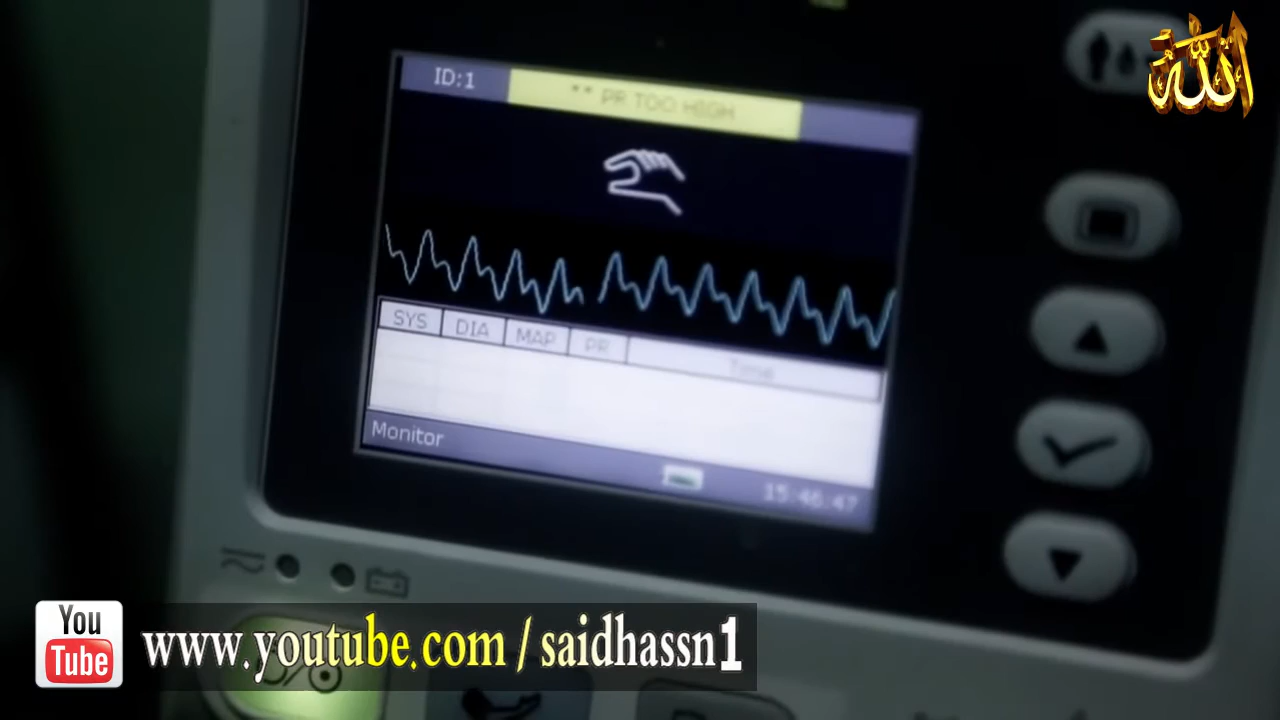 الله
ID:1
** PR TOO HIGH
SYS DIA MAP PR Time
Monitor
15:46.47
You
Tube
www.youtube.com / saidhassn1